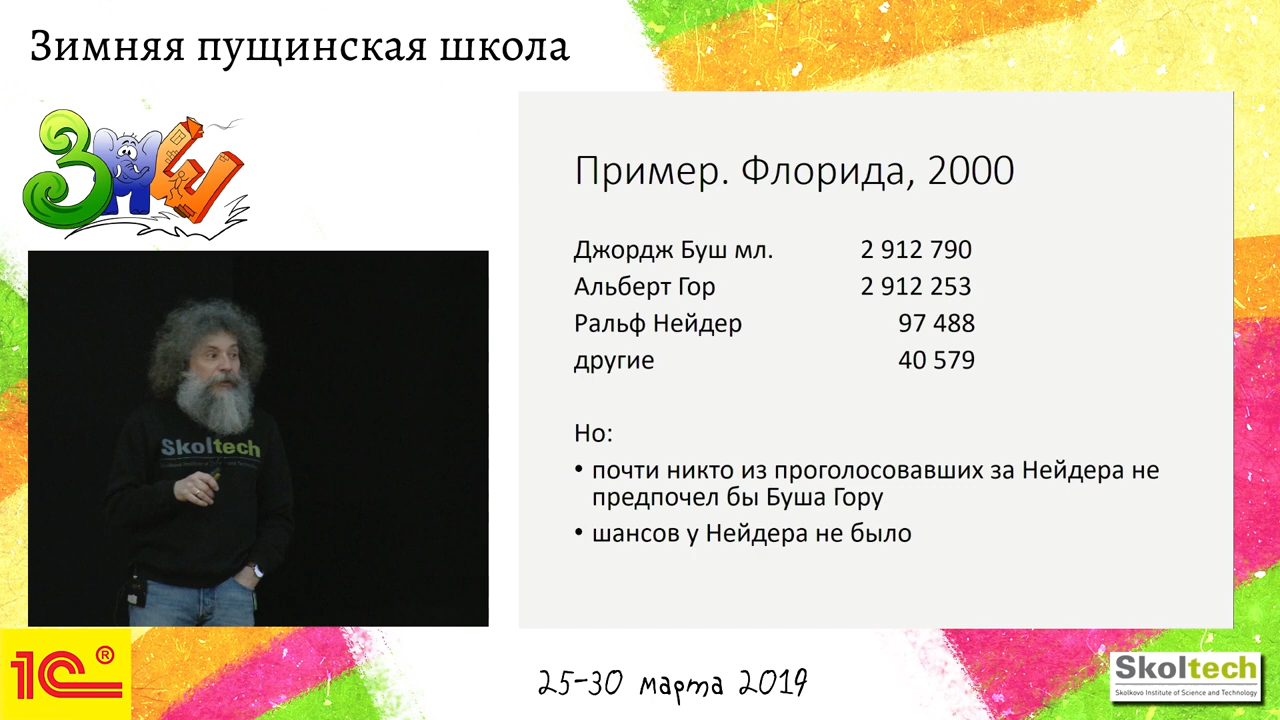 Зимняя пущинская школа
ЗПШ
Пример. Флорида, 2000
Джордж Буш мл. 2 912 790
Альберт Гор 2 912 253
Ральф Нейдер 97 488
другие 40 579
Но:
• почти никто из проголосовавших за Нейдера не
предпочел бы Буша Гору
• шансов у Нейдера не было
Skoltech
1C®
25-30 марта 2019
Skoltech
Skolkovo Institute of Science and Technology